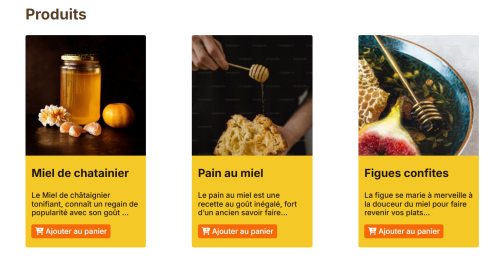 Produits
Miel de chatainier
Le Miel de châtaignier
tonifiant, connaît un regain de
popularité avec son goût ...
Ajouter au panier
Pain au miel
Le pain au miel est une
recette au goût inégalé, fort
d'un ancien savoir faire...
Ajouter au panier
Figues confites
La figue se marie à merveille à
la douceur du miel pour faire
revenir vos plats...
Ajouter au panier